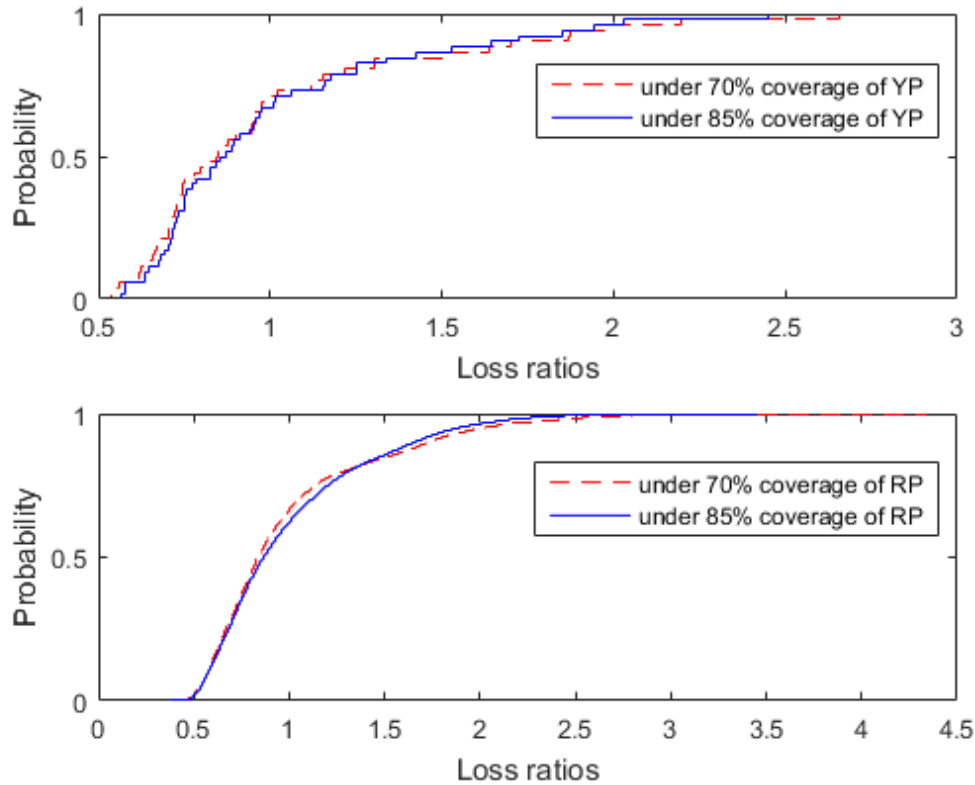 1
0.5
0
Probability
under 70% coverage of YP
under 85% coverage of YP
0.5 1 1.5 2 2.5 3
Loss ratios
1
0.5
0
Probability
under 70% coverage of RP
under 85% coverage of RP
0 0.5 1 1.5 2 2.5 3 3.5 4 4.5
Loss ratios